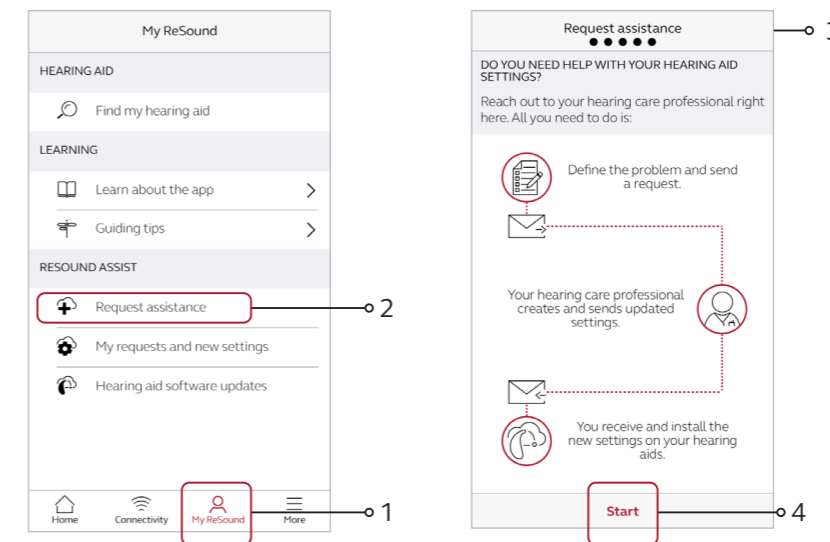 My ReSound
HEARING AID
Find my hearing aid
LEARNING
Learn about the app
Guiding tips
RESOUND ASSIST
Request assistance
2
My requests and new settings
Hearing aid software updates
Home
Connectivity
My ReSound
More
1
Request assistance
3
DO YOU NEED HELP WITH YOUR HEARING AID
SETTINGS?
Reach out to your hearing care professional right
here. All you need to do is:
Define the problem and send
a request.
Your hearing care professional
creates and sends updated
settings.
You receive and install the
new settings on your hearing
aids.
Start
4